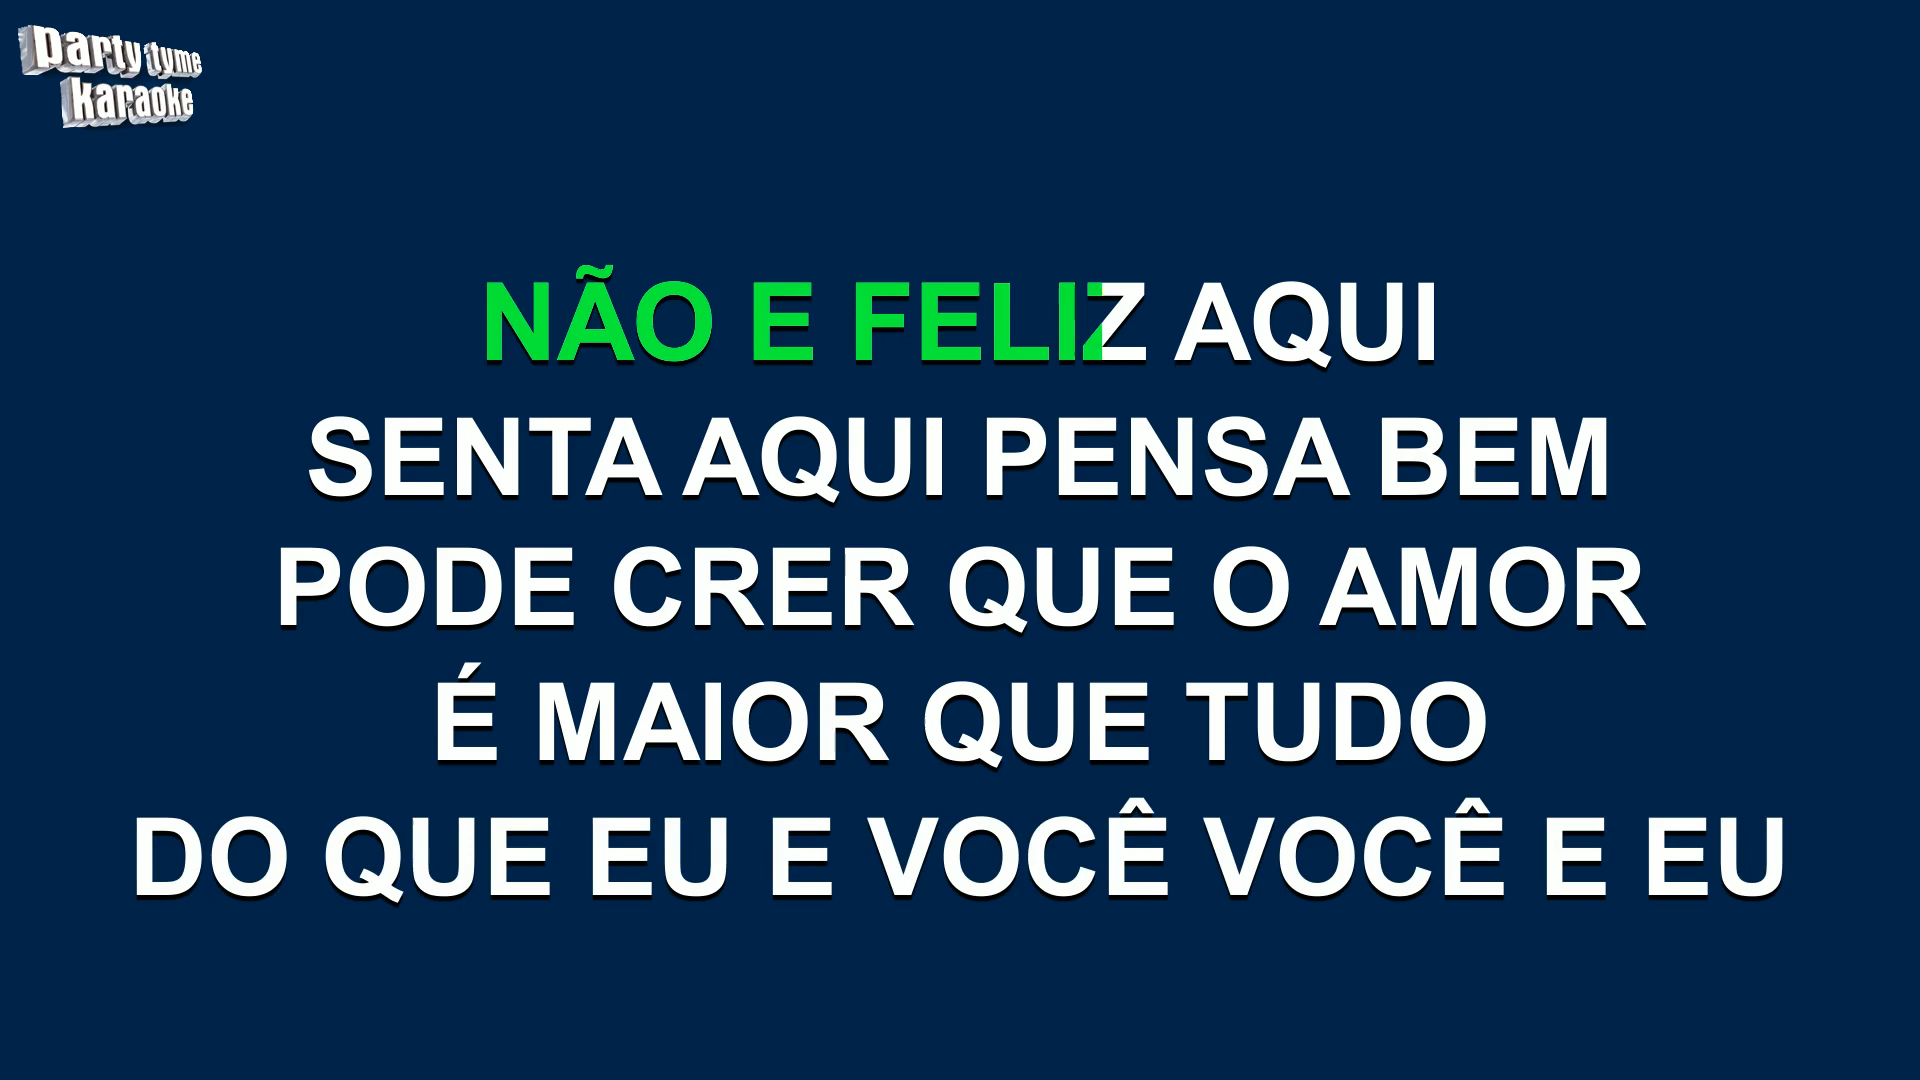 party tyme
karaoke
NÃO E FELIZ AQUI
SENTA AQUI PENSA BEM
PODE CRER QUE O AMOR
É MAIOR QUE TUDO
DO QUE EU E VOCÊ VOCÊ E EU